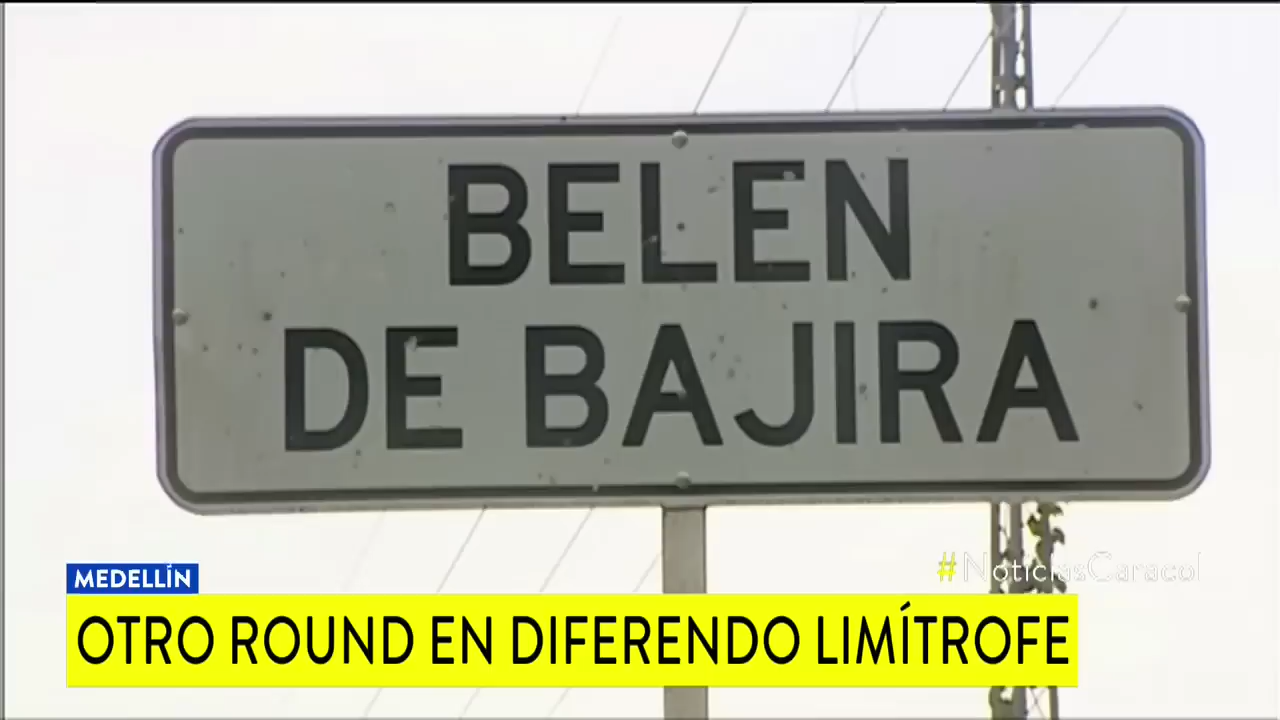 BELEN
DE BAJIRA
#NoticiasCaracol
MEDELLÍN
OTRO ROUND EN DIFERENDO LIMÍTROFE